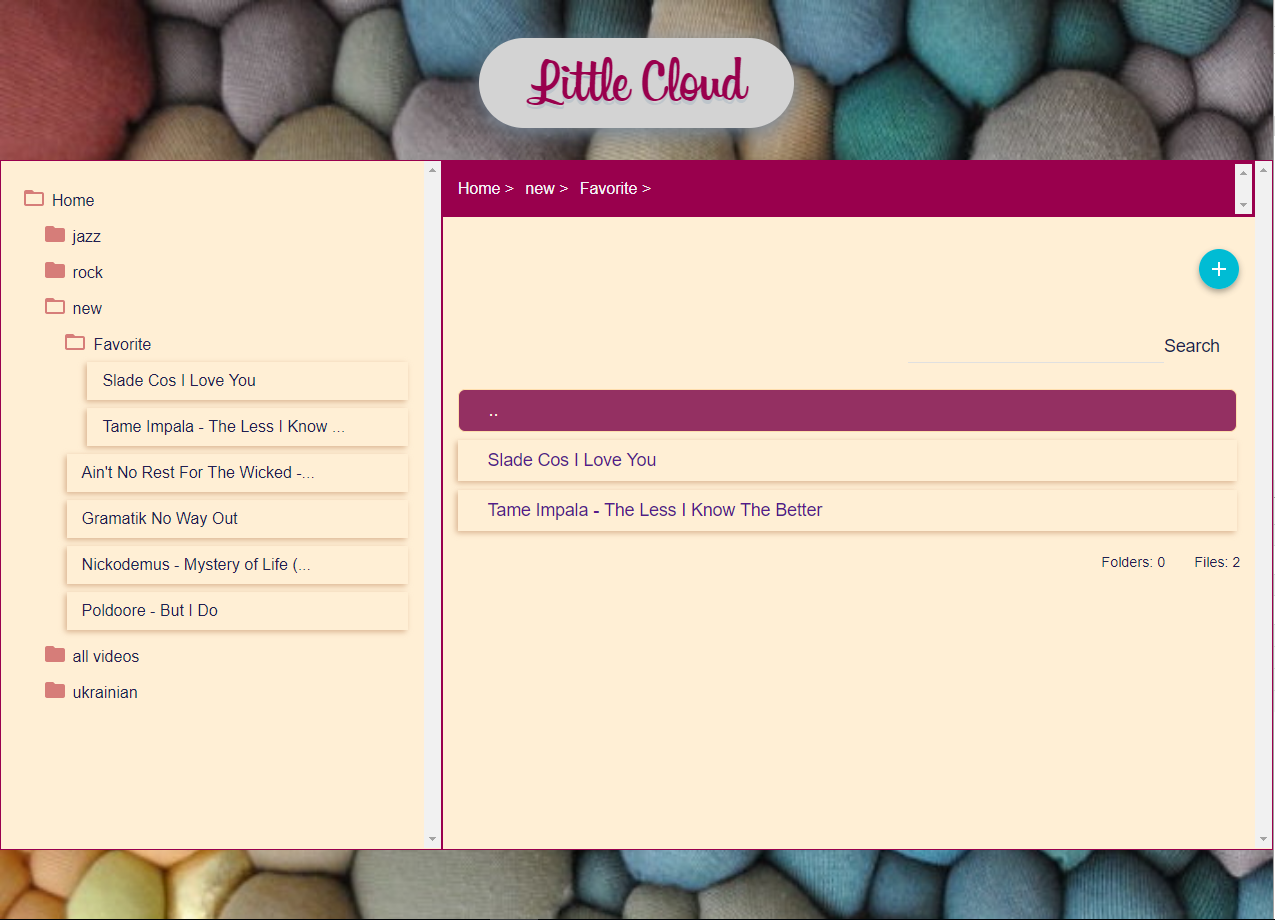 Little Cloud
Home
jazz
rock
new
Favorite
Slade Cos I Love You
Tame Impala - The Less I Know ...
Ain't No Rest For The Wicked -...
Gramatik No Way Out
Nickodemus - Mystery of Life (...
Poldoore - But I Do
all videos
ukrainian
Home > new > Favorite >
+
Search
..
Slade Cos I Love You
Tame Impala - The Less I Know The Better
Folders: 0 Files: 2